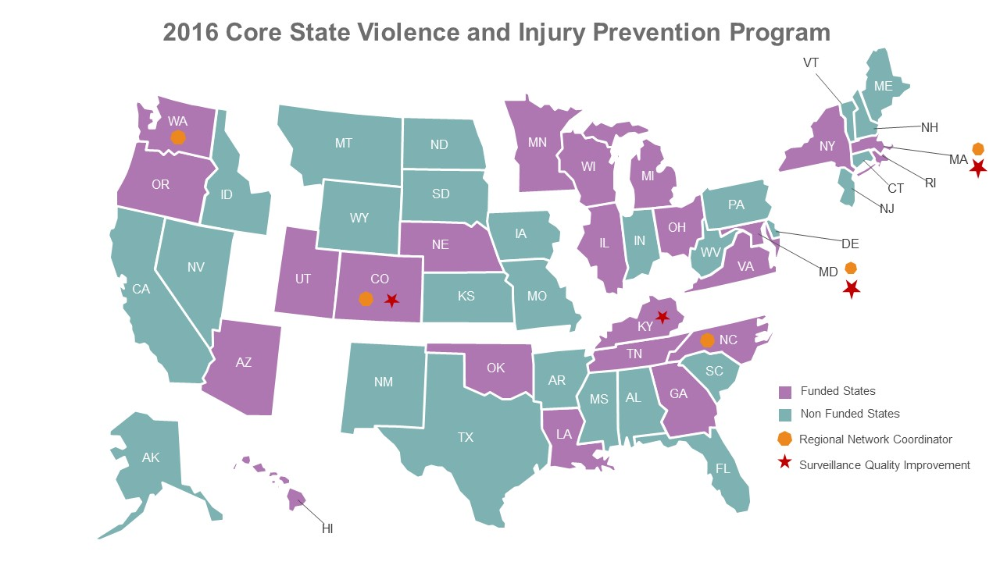 2016 Core State Violence and Injury Prevention Program
VT
ME
WA
NH
MT
ND
MN
NY
WI
MA
MI
RI
OR
ID
SD
CT
PA
NJ
WY
IA
OH
NE
IL
IN
DE
WV
NV
VA
MD
UT
CO
CA
KS
MO
KY
NC
TN
AZ
OK
SC
NM
AR
MS
AL
GA
Funded States
Non Funded States
LA
TX
Regional Network Coordinator
AK
Surveillance Quality Improvement
FL
HI